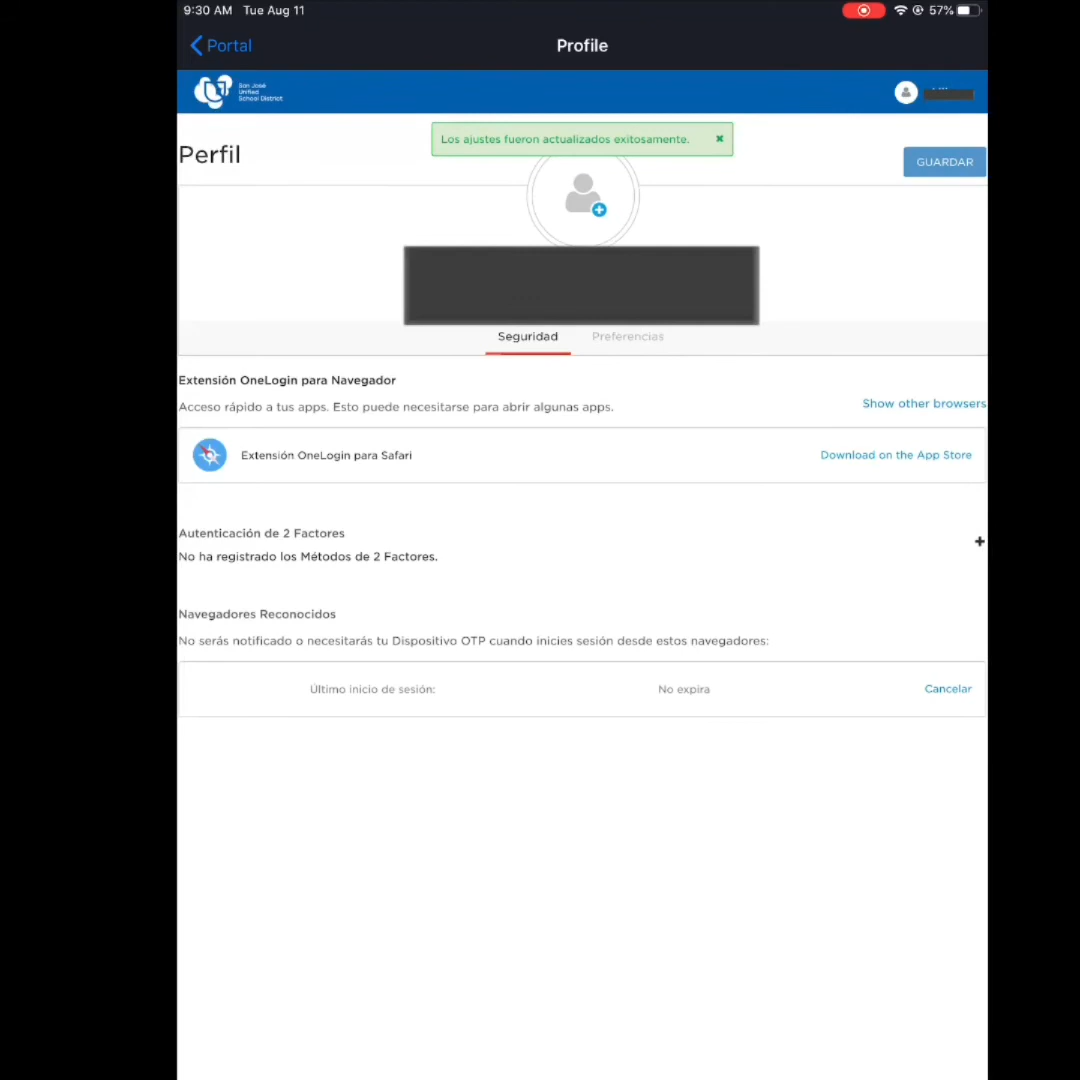 9:30 AM Tue Aug 11
57%
Portal
Profile
San José
Unified
School District
Los ajustes fueron actualizados exitosamente.
Perfil
GUARDAR
Seguridad
Preferencias
Extensión OneLogin para Navegador
Acceso rápido a tus apps. Esto puede necesitarse para abrir algunas apps.
Show other browsers
Extensión OneLogin para Safari
Download on the App Store
Autenticación de 2 Factores
No ha registrado los Métodos de 2 Factores.
Navegadores Reconocidos
No serás notificado o necesitarás tu Dispositivo OTP cuando inicies sesión desde estos navegadores:
Último inicio de sesión:
No expira
Cancelar